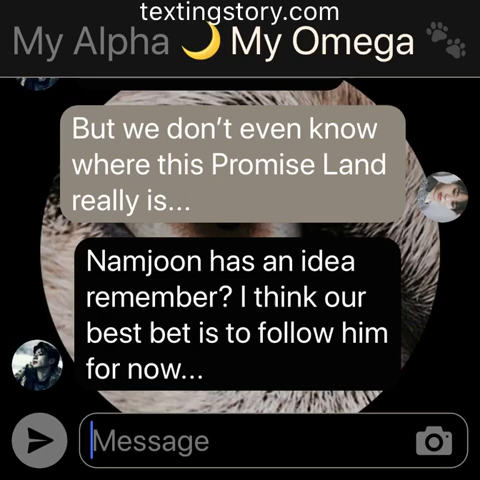 textingstory.com
My Alpha 🌙 My Omega 🐾
But we don’t even know
where this Promise Land
really is...
Namjoon has an idea
remember? I think our
best bet is to follow him
for now...
Message